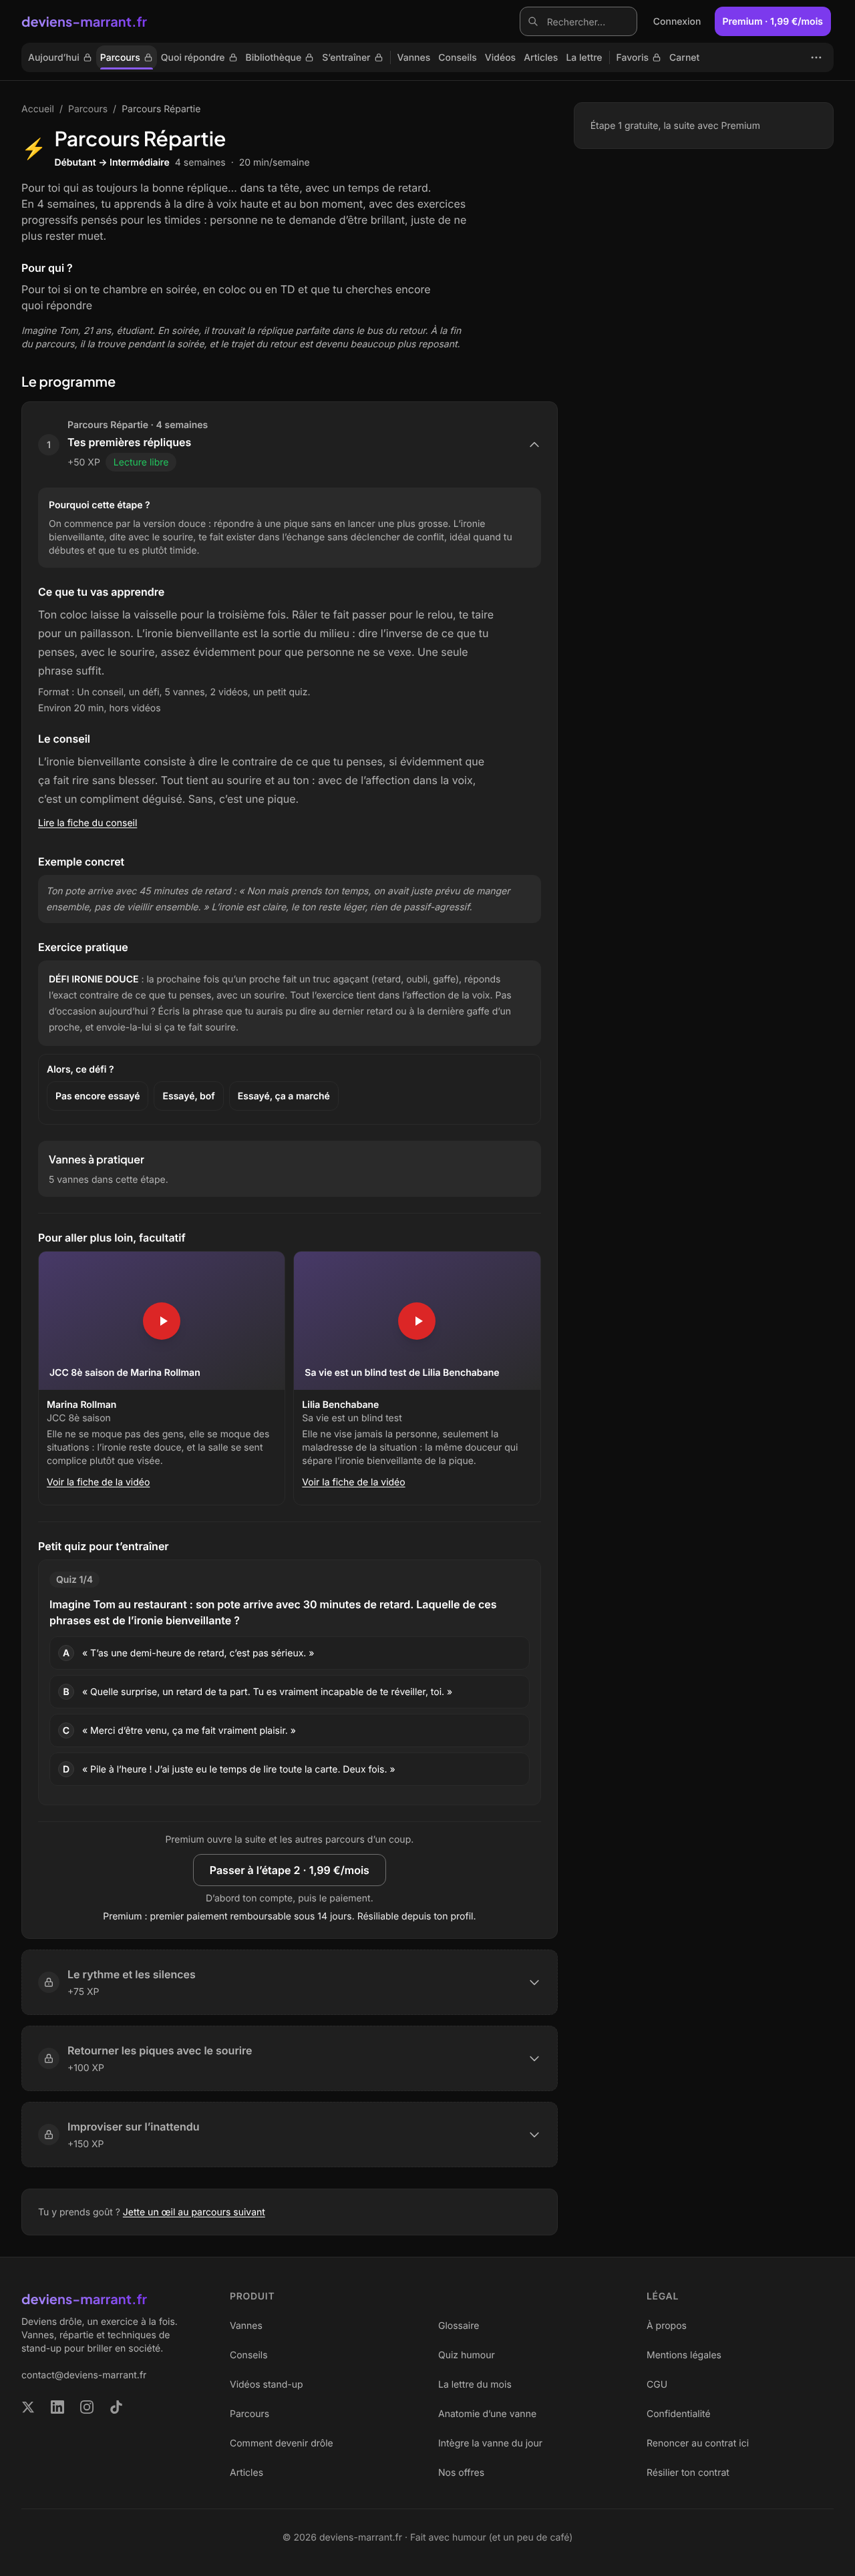 deviens-marrant.fr
Rechercher...
Connexion
Premium · 1,99 €/mois
Aujourd’hui
Parcours
Quoi répondre
Bibliothèque
S’entraîner
Vannes
Conseils
Vidéos
Articles
La lettre
Favoris
Carnet
Accueil / Parcours / Parcours Répartie
Étape 1 gratuite, la suite avec Premium
⚡ Parcours Répartie
Débutant → Intermédiaire 4 semaines · 20 min/semaine
Pour toi qui as toujours la bonne réplique… dans ta tête, avec un temps de retard.
En 4 semaines, tu apprends à la dire à voix haute et au bon moment, avec des exercices
progressifs pensés pour les timides : personne ne te demande d’être brillant, juste de ne
plus rester muet.
Pour qui ?
Pour toi si on te chambre en soirée, en coloc ou en TD et que tu cherches encore
quoi répondre
Imagine Tom, 21 ans, étudiant. En soirée, il trouvait la réplique parfaite dans le bus du retour. À la fin
du parcours, il la trouve pendant la soirée, et le trajet du retour est devenu beaucoup plus reposant.
Le programme
Parcours Répartie · 4 semaines
1
Tes premières répliques
+50 XP
Lecture libre
Pourquoi cette étape ?
On commence par la version douce : répondre à une pique sans en lancer une plus grosse. L’ironie
bienveillante, dite avec le sourire, te fait exister dans l’échange sans déclencher de conflit, idéal quand tu
débutes et que tu es plutôt timide.
Ce que tu vas apprendre
Ton coloc laisse la vaisselle pour la troisième fois. Râler te fait passer pour le relou, te taire
pour un paillasson. L’ironie bienveillante est la sortie du milieu : dire l’inverse de ce que tu
penses, avec le sourire, assez évidemment pour que personne ne se vexe. Une seule
phrase suffit.
Format : Un conseil, un défi, 5 vannes, 2 vidéos, un petit quiz.
Environ 20 min, hors vidéos
Le conseil
L’ironie bienveillante consiste à dire le contraire de ce que tu penses, si évidemment que
ça fait rire sans blesser. Tout tient au sourire et au ton : avec de l’affection dans la voix,
c’est un compliment déguisé. Sans, c’est une pique.
Lire la fiche du conseil
Exemple concret
Ton pote arrive avec 45 minutes de retard : « Non mais prends ton temps, on avait juste prévu de manger
ensemble, pas de vieillir ensemble. » L’ironie est claire, le ton reste léger, rien de passif-agressif.
Exercice pratique
DÉFI IRONIE DOUCE : la prochaine fois qu’un proche fait un truc agaçant (retard, oubli, gaffe), réponds
l’exact contraire de ce que tu penses, avec un sourire. Tout l’exercice tient dans l’affection de la voix. Pas
d’occasion aujourd’hui ? Écris la phrase que tu aurais pu dire au dernier retard ou à la dernière gaffe d’un
proche, et envoie-la-lui si ça te fait sourire.
Alors, ce défi ?
Pas encore essayé
Essayé, bof
Essayé, ça a marché
Vannes à pratiquer
5 vannes dans cette étape.
Pour aller plus loin, facultatif
JCC 8è saison de Marina Rollman
Marina Rollman
JCC 8è saison
Elle ne se moque pas des gens, elle se moque des
situations : l’ironie reste douce, et la salle se sent
complice plutôt que visée.
Voir la fiche de la vidéo
Sa vie est un blind test de Lilia Benchabane
Lilia Benchabane
Sa vie est un blind test
Elle ne vise jamais la personne, seulement la
maladresse de la situation : la même douceur qui
sépare l’ironie bienveillante de la pique.
Voir la fiche de la vidéo
Petit quiz pour t’entraîner
Quiz 1/4
Imagine Tom au restaurant : son pote arrive avec 30 minutes de retard. Laquelle de ces
phrases est de l’ironie bienveillante ?
A « T’as une demi-heure de retard, c’est pas sérieux. »
B « Quelle surprise, un retard de ta part. Tu es vraiment incapable de te réveiller, toi. »
C « Merci d’être venu, ça me fait vraiment plaisir. »
D « Pile à l’heure ! J’ai juste eu le temps de lire toute la carte. Deux fois. »
Premium ouvre la suite et les autres parcours d’un coup.
Passer à l’étape 2 · 1,99 €/mois
D’abord ton compte, puis le paiement.
Premium : premier paiement remboursable sous 14 jours. Résiliable depuis ton profil.
Le rythme et les silences
+75 XP
Retourner les piques avec le sourire
+100 XP
Improviser sur l’inattendu
+150 XP
Tu y prends goût ? Jette un œil au parcours suivant
deviens-marrant.fr
Deviens drôle, un exercice à la fois.
Vannes, répartie et techniques de
stand-up pour briller en société.
contact@deviens-marrant.fr
PRODUIT
Vannes
Conseils
Vidéos stand-up
Parcours
Comment devenir drôle
Articles
Glossaire
Quiz humour
La lettre du mois
Anatomie d’une vanne
Intègre la vanne du jour
Nos offres
LÉGAL
À propos
Mentions légales
CGU
Confidentialité
Renoncer au contrat ici
Résilier ton contrat
© 2026 deviens-marrant.fr · Fait avec humour (et un peu de café)